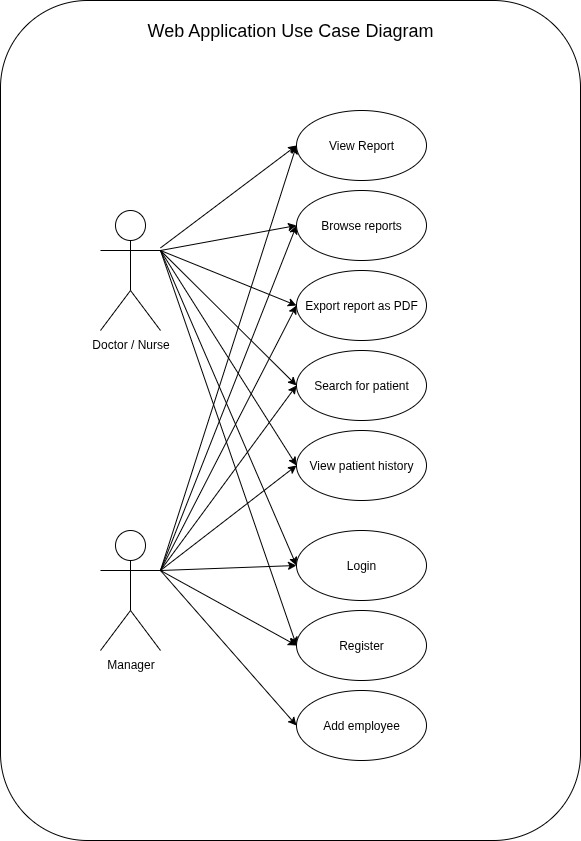 Web Application Use Case Diagram
View Report
Browse reports
Export report as PDF
Doctor / Nurse
Search for patient
View patient history
Login
Register
Manager
Add employee